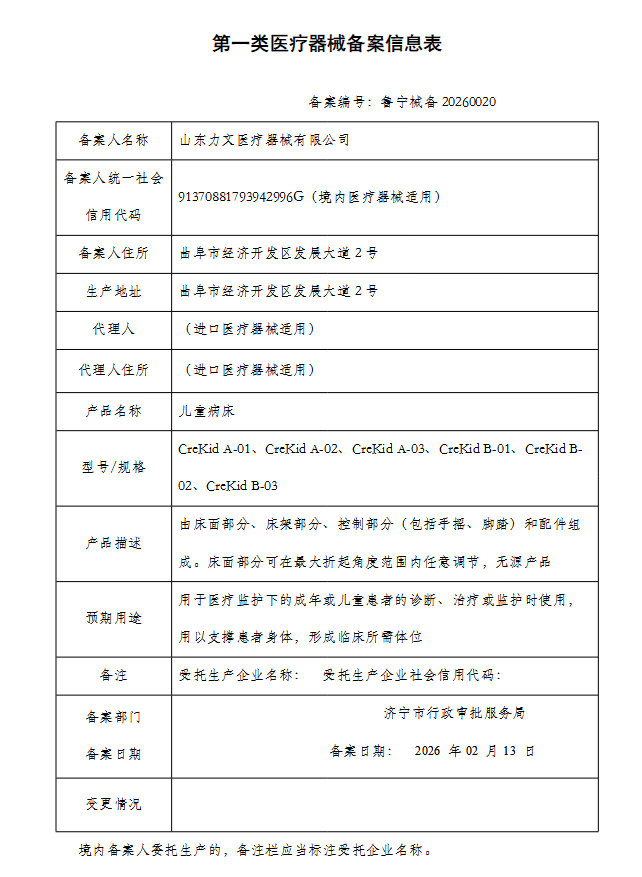 第一类医疗器械备案信息表
备案编号：鲁宁械备20260020
备案人名称
山东力文医疗器械有限公司
备案人统一社会
信用代码
91370881793942996G（境内医疗器械适用）
备案人住所
曲阜市经济开发区发展大道2号
生产地址
曲阜市经济开发区发展大道2号
代理人
（进口医疗器械适用）
代理人住所
（进口医疗器械适用）
产品名称
儿童病床
型号/规格
CreKid A-01、CreKid A-02、CreKid A-03、CreKid B-01、CreKid B-
02、CreKid B-03
产品描述
由床面部分、床架部分、控制部分（包括手摇、脚踏）和配件组
成。床面部分可在最大折起角度范围内任意调节，无源产品
预期用途
用于医疗监护下的成年或儿童患者的诊断、治疗或监护时使用，
用以支撑患者身体，形成临床所需体位
备注
受托生产企业名称： 受托生产企业社会信用代码：
备案部门
备案日期
济宁市行政审批服务局
备案日期： 2026 年 02 月 13 日
变更情况
境内备案人委托生产的，备注栏应当标注受托企业名称。